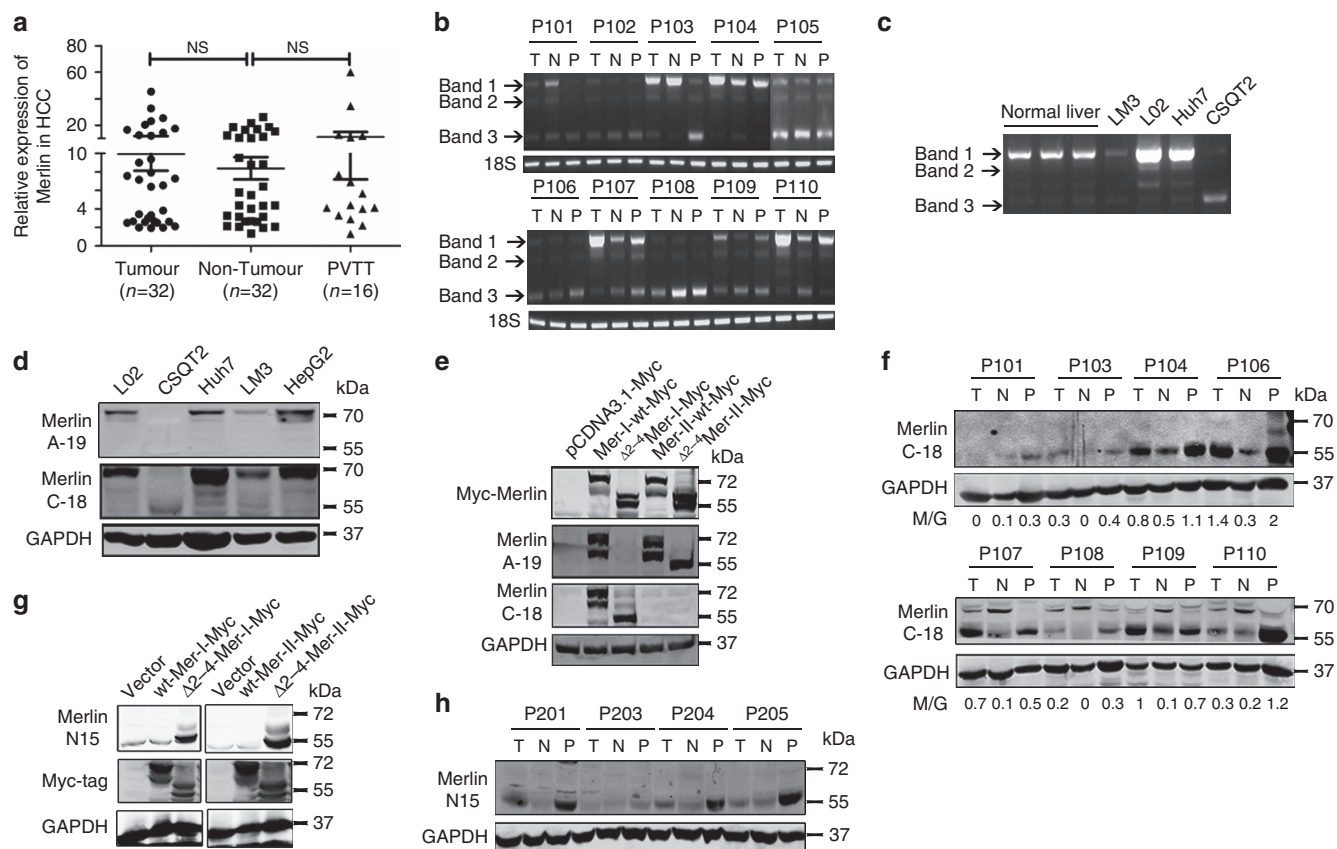 a
Relative expression of
Merlin in HCC
80
60
20
10
4
0
NS
NS
Tumour
(n=32)
Non-Tumour
(n=32)
PVTT
(n=16)
b
P101 P102 P103 P104 P105
T N P T N P T N P T N P T N P
Band 1
Band 2
Band 3
18S
P106 P107 P108 P109 P110
T N P T N P T N P T N P T N P
Band 1
Band 2
Band 3
18S
c
Normal liver LM3 L02 Huh7 CSQT2
Band 1
Band 2
Band 3
d
L02 CSQT2 Huh7 LM3 HepG2
kDa
Merlin
A-19
70
55
Merlin
C-18
70
55
GAPDH
37
e
pCDNA3.1-Myc Mer-I-wt-Myc Δ2–4Mer-I-Myc Mer-II-wt-Myc Δ2–4Mer-II-Myc
kDa
Myc-Merlin
72
55
Merlin
A-19
72
55
Merlin
C-18
72
55
GAPDH
37
f
P101 P103 P104 P106
T N P T N P T N P T N P
kDa
Merlin
C-18
70
55
GAPDH
37
M/G 0 0.1 0.3 0.3 0 0.4 0.8 0.5 1.1 1.4 0.3 2
P107 P108 P109 P110
T N P T N P T N P T N P
Merlin
C-18
70
55
GAPDH
37
M/G 0.7 0.1 0.5 0.2 0 0.3 1 0.1 0.7 0.3 0.2 1.2
g
Vector wt-Mer-I-Myc Δ2–4-Mer-I-Myc Vector wt-Mer-II-Myc Δ2–4-Mer-II-Myc
kDa
Merlin
N15
72
55
Myc-tag
72
55
GAPDH
37
h
P201 P203 P204 P205
T N P T N P T N P T N P
kDa
Merlin
N15
72
55
GAPDH
37